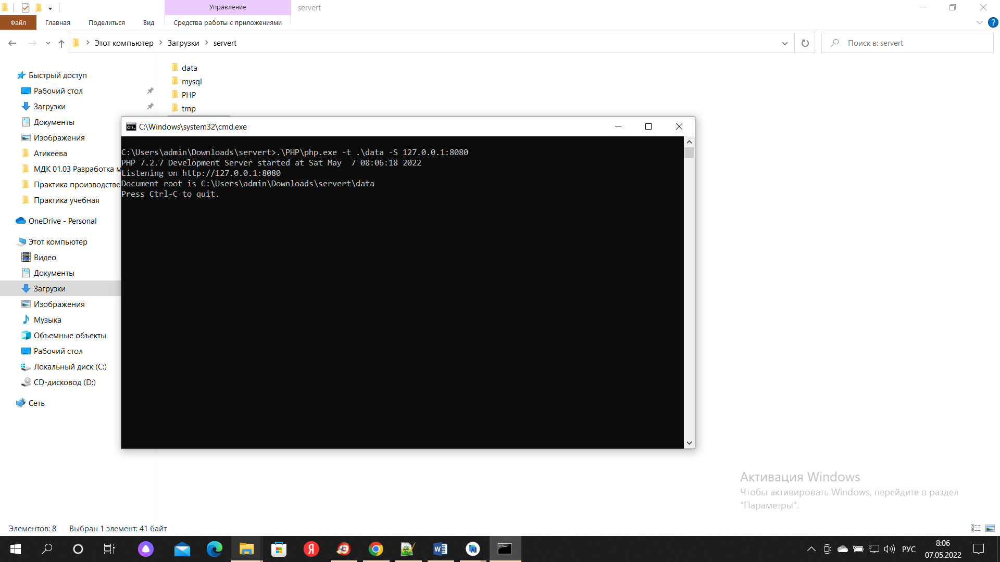 Управление
servert
Файл
Главная
Поделиться
Вид
Средства работы с приложениями
Этот компьютер
Загрузки
servert
Поиск в: servert
Быстрый доступ
Рабочий стол
Загрузки
Документы
Изображения
Атикеева
МДК 01.03 Разработка м
Практика производстве
Практика учебная
OneDrive - Personal
Этот компьютер
Видео
Документы
Загрузки
Изображения
Музыка
Объемные объекты
Рабочий стол
Локальный диск (C:)
CD-дисковод (D:)
Сеть
data
mysql
PHP
tmp
C:\Windows\system32\cmd.exe
C:\Users\admin\Downloads\servert>.\PHP\php.exe -t .\data -S 127.0.0.1:8080
PHP 7.2.7 Development Server started at Sat May  7 08:06:18 2022
Listening on http://127.0.0.1:8080
Document root is C:\Users\admin\Downloads\servert\data
Press Ctrl-C to quit.
Активация Windows
Чтобы активировать Windows, перейдите в раздел
"Параметры".
Элементов: 8
Выбран 1 элемент: 41 байт
РУС
8:06
07.05.2022